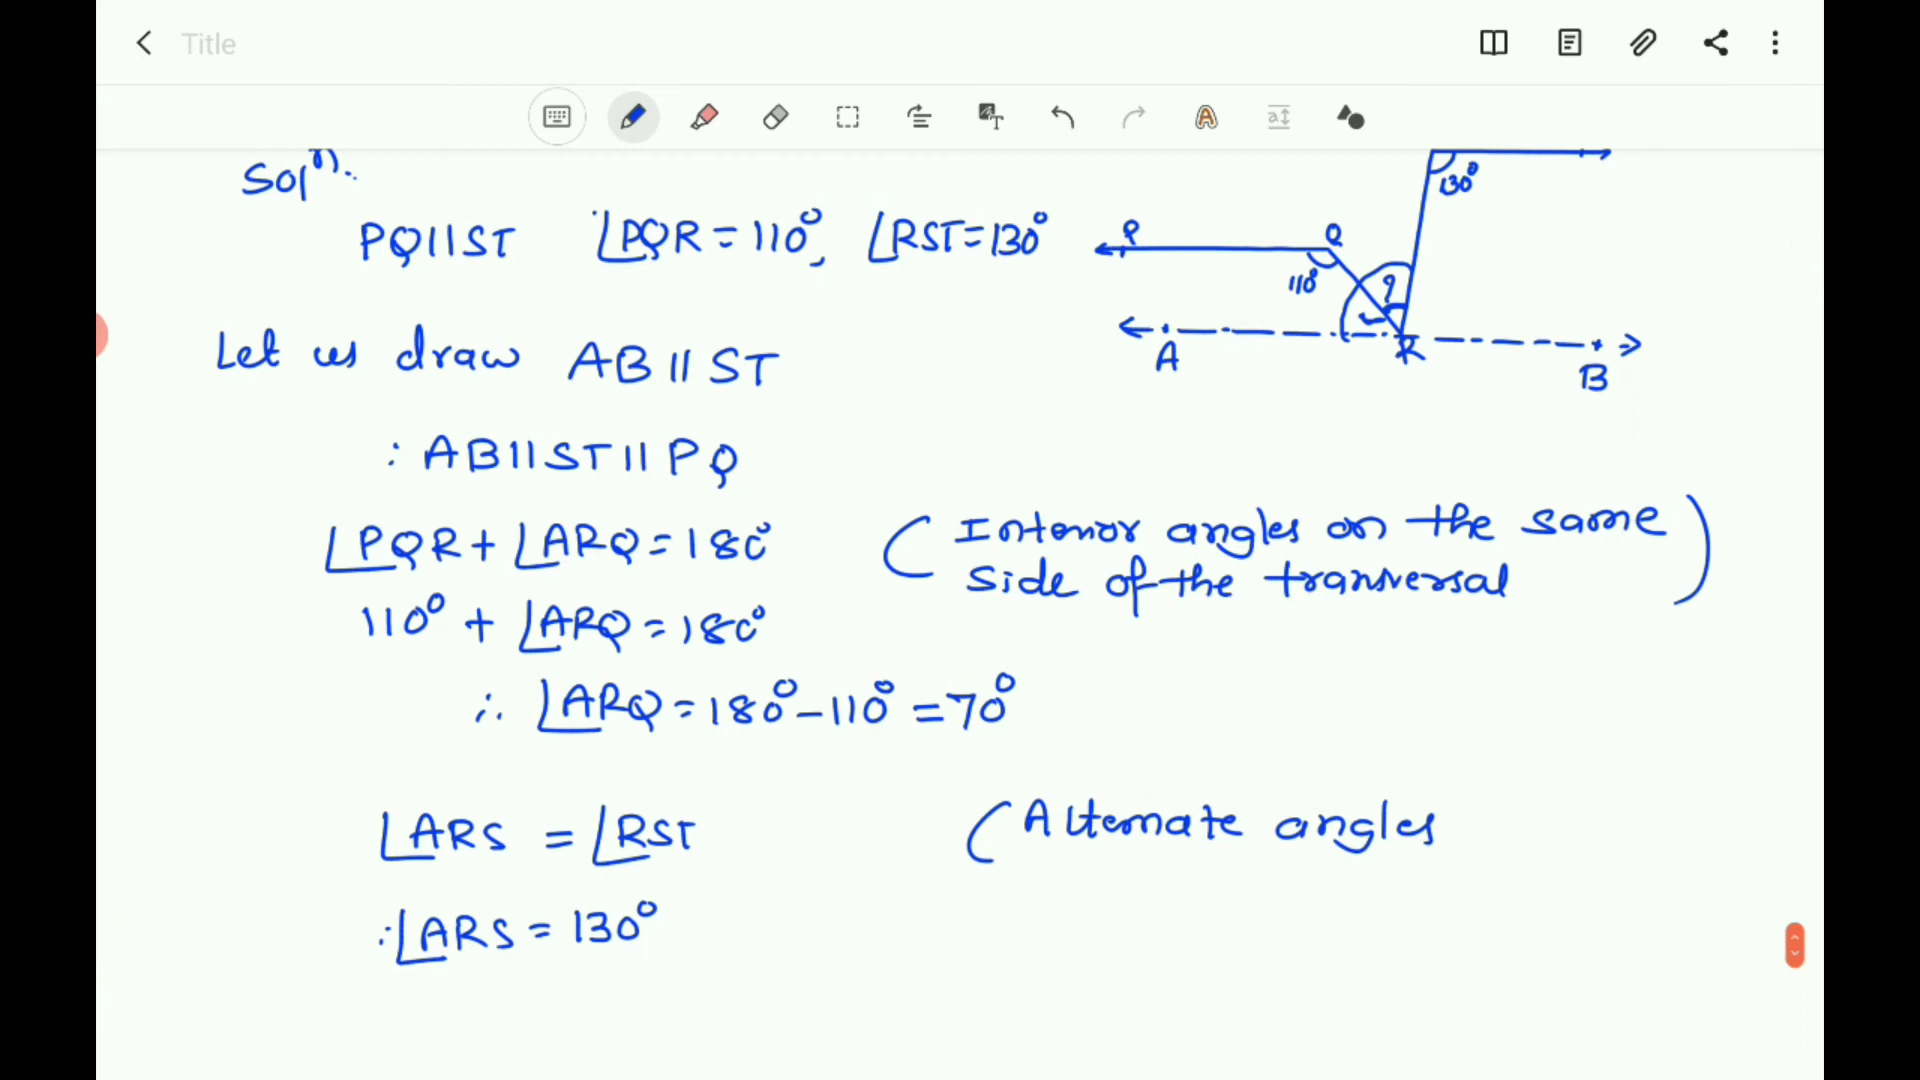 Title
Solⁿ.
PQ||ST ∠PQR = 110°, ∠RST=130°
Let us draw AB || ST
∴ AB||ST|| PQ
∠PQR + ∠ARQ = 180°
(Interior angles on the same
side of the transversal)
110° + ∠ARQ = 180°
∴ ∠ARQ = 180° - 110° = 70°
∠ARS = ∠RST (Alternate angles
∴ ∠ARS = 130°
130°
P Q
110° ?
A R B